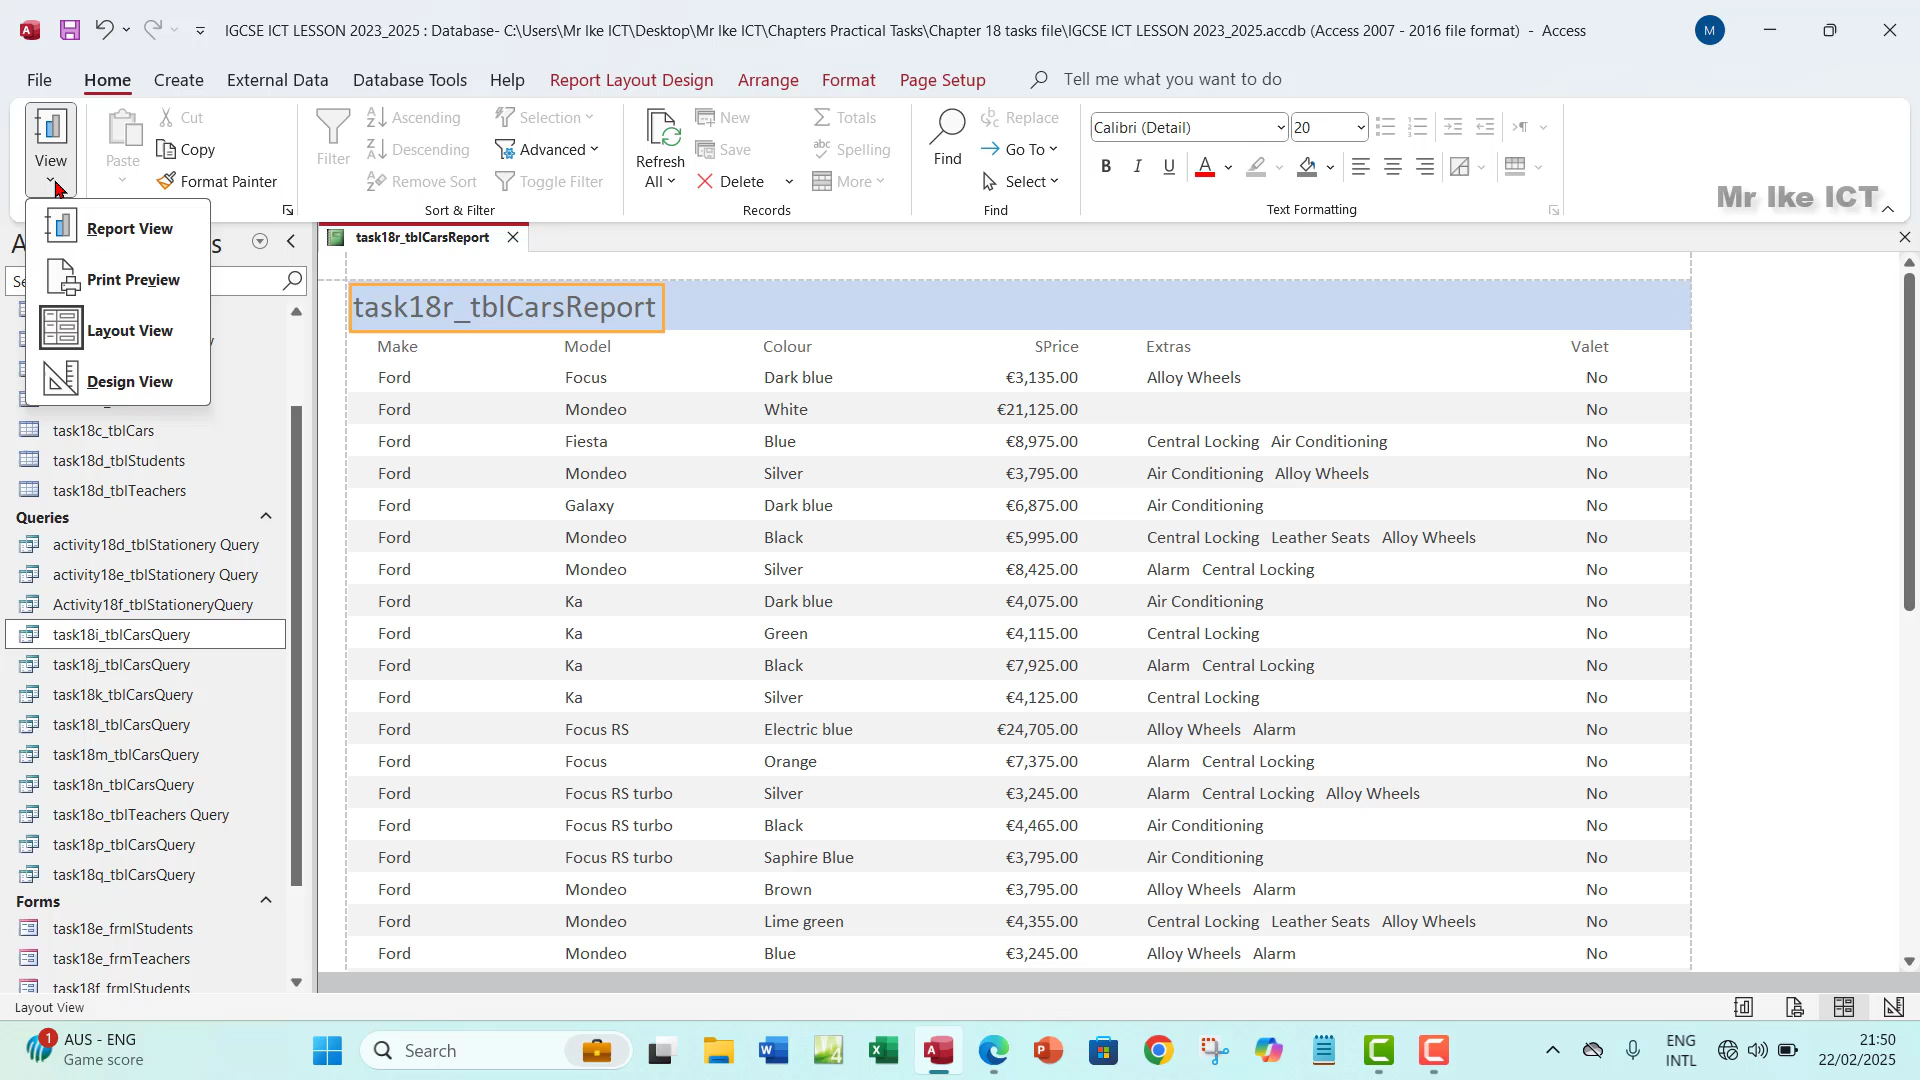 IGCSE ICT LESSON 2023_2025 : Database- C:\Users\Mr Ike ICT\Desktop\Mr Ike ICT\Chapters Practical Tasks\Chapter 18 tasks file\IGCSE ICT LESSON 2023_2025.accdb (Access 2007 - 2016 file format) - Access
M
File Home Create External Data Database Tools Help Report Layout Design Arrange Format Page Setup Tell me what you want to do
View
Paste
Cut
Copy
Format Painter
Filter
Ascending
Descending
Remove Sort
Selection
Advanced
Toggle Filter
Sort & Filter
Refresh All
New
Save
Delete
Totals
Spelling
More
Records
Find
Replace
Go To
Select
Find
Calibri (Detail) 20
B I U A
Text Formatting
Mr Ike ICT
Report View
Print Preview
Layout View
Design View
task18c_tblCars
task18d_tblStudents
task18d_tblTeachers
Queries
activity18d_tblStationery Query
activity18e_tblStationery Query
Activity18f_tblStationeryQuery
task18i_tblCarsQuery
task18j_tblCarsQuery
task18k_tblCarsQuery
task18l_tblCarsQuery
task18m_tblCarsQuery
task18n_tblCarsQuery
task18o_tblTeachers Query
task18p_tblCarsQuery
task18q_tblCarsQuery
Forms
task18e_frmlStudents
task18e_frmTeachers
task18f_frmlStudents
task18r_tblCarsReport
task18r_tblCarsReport
Make Model Colour SPrice Extras Valet
Ford Focus Dark blue €3,135.00 Alloy Wheels No
Ford Mondeo White €21,125.00 No
Ford Fiesta Blue €8,975.00 Central Locking Air Conditioning No
Ford Mondeo Silver €3,795.00 Air Conditioning Alloy Wheels No
Ford Galaxy Dark blue €6,875.00 Air Conditioning No
Ford Mondeo Black €5,995.00 Central Locking Leather Seats Alloy Wheels No
Ford Mondeo Silver €8,425.00 Alarm Central Locking No
Ford Ka Dark blue €4,075.00 Air Conditioning No
Ford Ka Green €4,115.00 Central Locking No
Ford Ka Black €7,925.00 Alarm Central Locking No
Ford Ka Silver €4,125.00 Central Locking No
Ford Focus RS Electric blue €24,705.00 Alloy Wheels Alarm No
Ford Focus Orange €7,375.00 Alarm Central Locking No
Ford Focus RS turbo Silver €3,245.00 Alarm Central Locking Alloy Wheels No
Ford Focus RS turbo Black €4,465.00 Air Conditioning No
Ford Focus RS turbo Saphire Blue €3,795.00 Air Conditioning No
Ford Mondeo Brown €3,795.00 Alloy Wheels Alarm No
Ford Mondeo Lime green €4,355.00 Central Locking Leather Seats Alloy Wheels No
Ford Mondeo Blue €3,245.00 Alloy Wheels Alarm No
Layout View
1
AUS - ENG
Game score
Search
ENG
INTL
21:50
22/02/2025